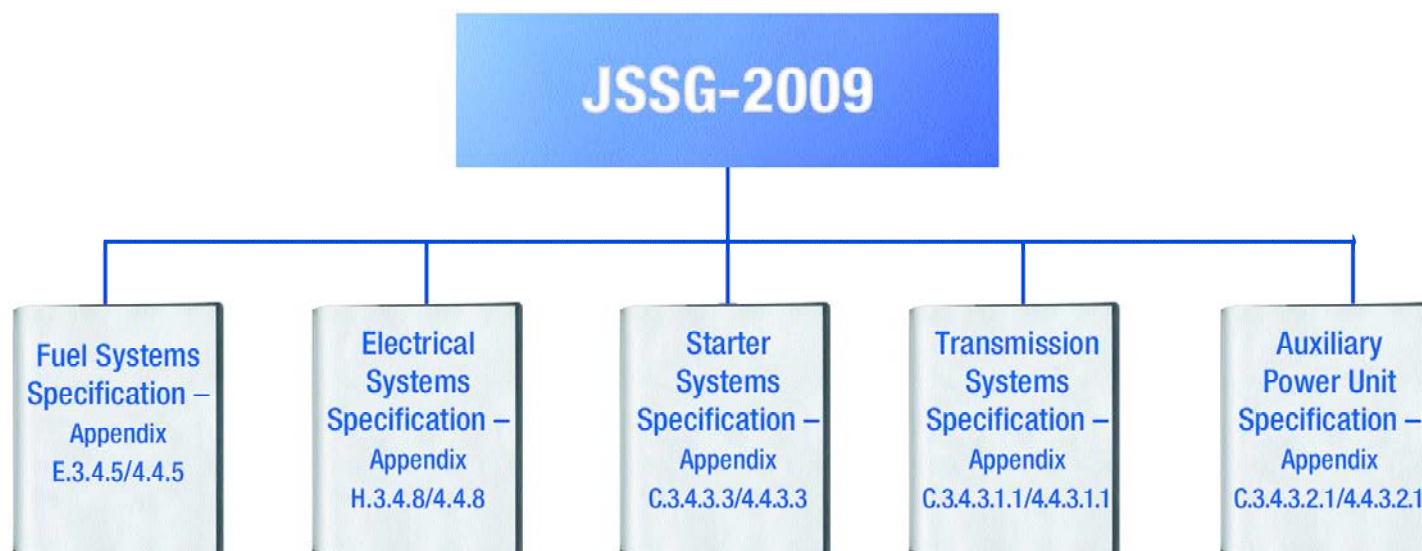 JSSG-2009
Fuel Systems
Specification –
Appendix
E.3.4.5/4.4.5
Electrical
Systems
Specification –
Appendix
H.3.4.8/4.4.8
Starter
Systems
Specification –
Appendix
C.3.4.3.3/4.4.3.3
Transmission
Systems
Specification –
Appendix
C.3.4.3.1.1/4.4.3.1.1
Auxiliary
Power Unit
Specification –
Appendix
C.3.4.3.2.1/4.4.3.2.1